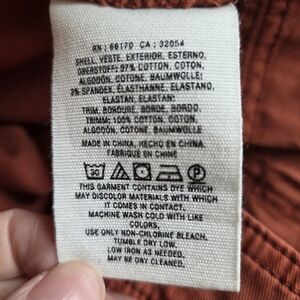 RN ; 66170 CA ; 32054
SHELL, VESTE, EXTERIOR, ESTERNO,
OBERSTOFF: 97% COTTON, COTON,
ALGODÓN, COTONE, BAUMWOLLE;
3% SPANDEX, ÉLASTHANNE, ELASTANO,
ELASTAN, ELASTAN;
TRIM, BORDURE, BORDE, BORDO,
TRIMM: 100% COTTON, COTON,
ALGODÓN, COTONE, BAUMWOLLE
MADE IN CHINA, HECHO EN CHINA,
FABRIQUÉ EN CHINE
30
THIS GARMENT CONTAINS DYE WHICH
MAY DISCOLOR MATERIALS WITH WHICH
IT COMES IN CONTACT.
MACHINE WASH COLD WITH LIKE
COLORS,
USE ONLY NON-CHLORINE BLEACH.
TUMBLE DRY LOW.
LOW IRON AS NEEDED.
MAY BE DRY CLEANED.